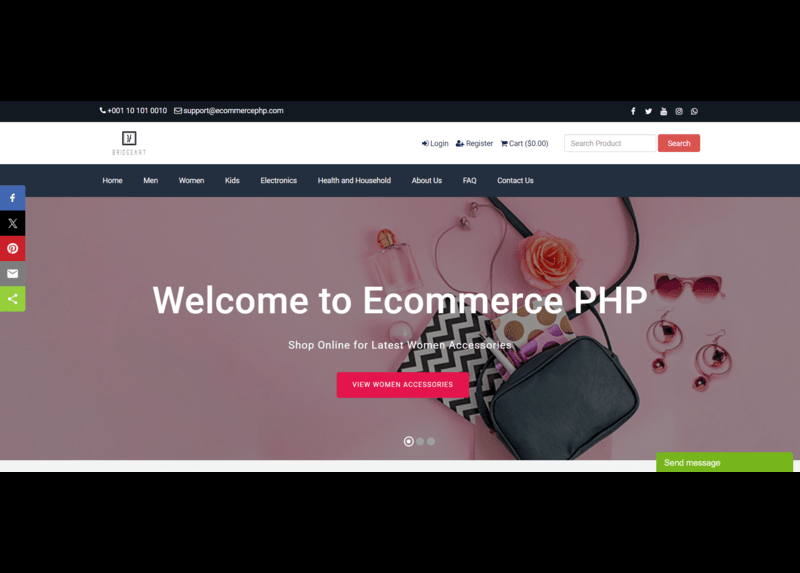 +001 10 101 0010 support@ecommercephp.com
BRIDGEART
Login Register Cart ($0.00) Search Product Search
Home Men Women Kids Electronics Health and Household About Us FAQ Contact Us
Welcome to Ecommerce PHP
Shop Online for Latest Women Accessories
VIEW WOMEN ACCESSORIES
Send message